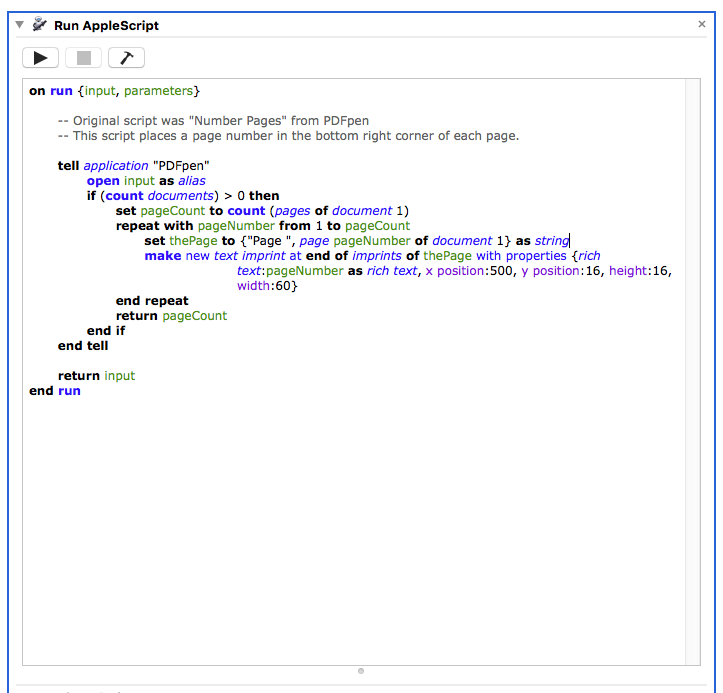 Run AppleScript
on run {input, parameters}
-- Original script was "Number Pages" from PDFpen
-- This script places a page number in the bottom right corner of each page.
tell application "PDFpen"
open input as alias
if (count documents) > 0 then
set pageCount to count (pages of document 1)
repeat with pageNumber from 1 to pageCount
set thePage to {"Page ", page pageNumber of document 1} as string
make new text imprint at end of imprints of thePage with properties {rich
text:pageNumber as rich text, x position:500, y position:16, height:16,
width:60}
end repeat
return pageCount
end if
end tell
return input
end run